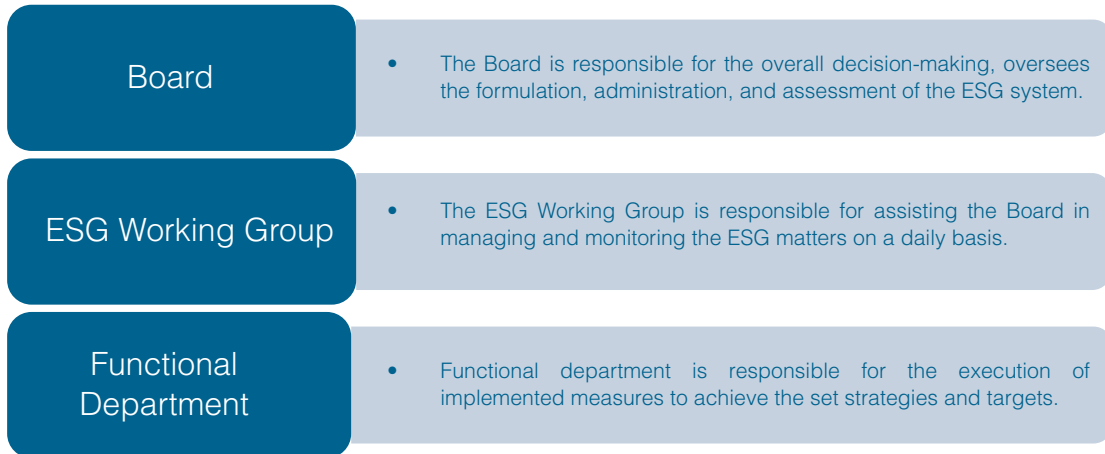 Board
• The Board is responsible for the overall decision-making, oversees
the formulation, administration, and assessment of the ESG system.
ESG Working Group
• The ESG Working Group is responsible for assisting the Board in
managing and monitoring the ESG matters on a daily basis.
Functional
Department
• Functional department is responsible for the execution of
implemented measures to achieve the set strategies and targets.